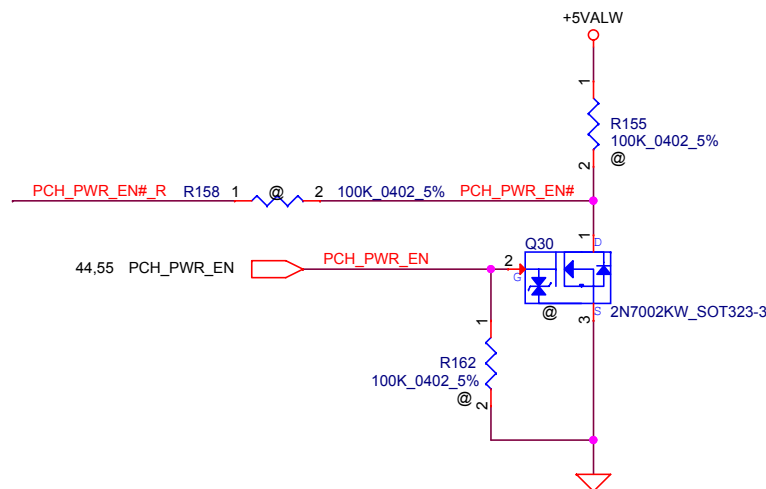 +5VALW
1
R155
100K_0402_5%
2
@
PCH_PWR_EN#_R
R158
1
@
2
100K_0402_5%
PCH_PWR_EN#
1
D
Q30
44,55
PCH_PWR_EN
PCH_PWR_EN
2
G
@
S
3
2N7002KW_SOT323-3
1
R162
100K_0402_5%
@
2